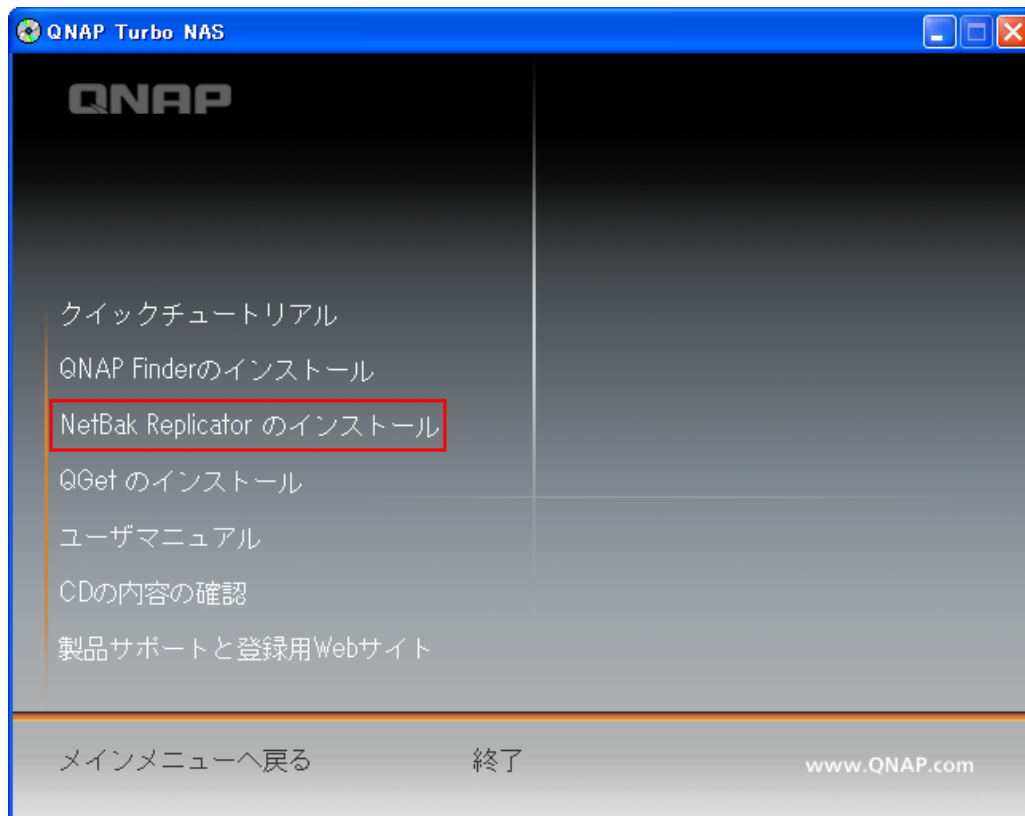 QNAP Turbo NAS
QNAP
クイックチュートリアル
QNAP Finderのインストール
NetBak Replicator のインストール
QGet のインストール
ユーザマニュアル
CDの内容の確認
製品サポートと登録用Webサイト
メインメニューへ戻る 終了 www.QNAP.com